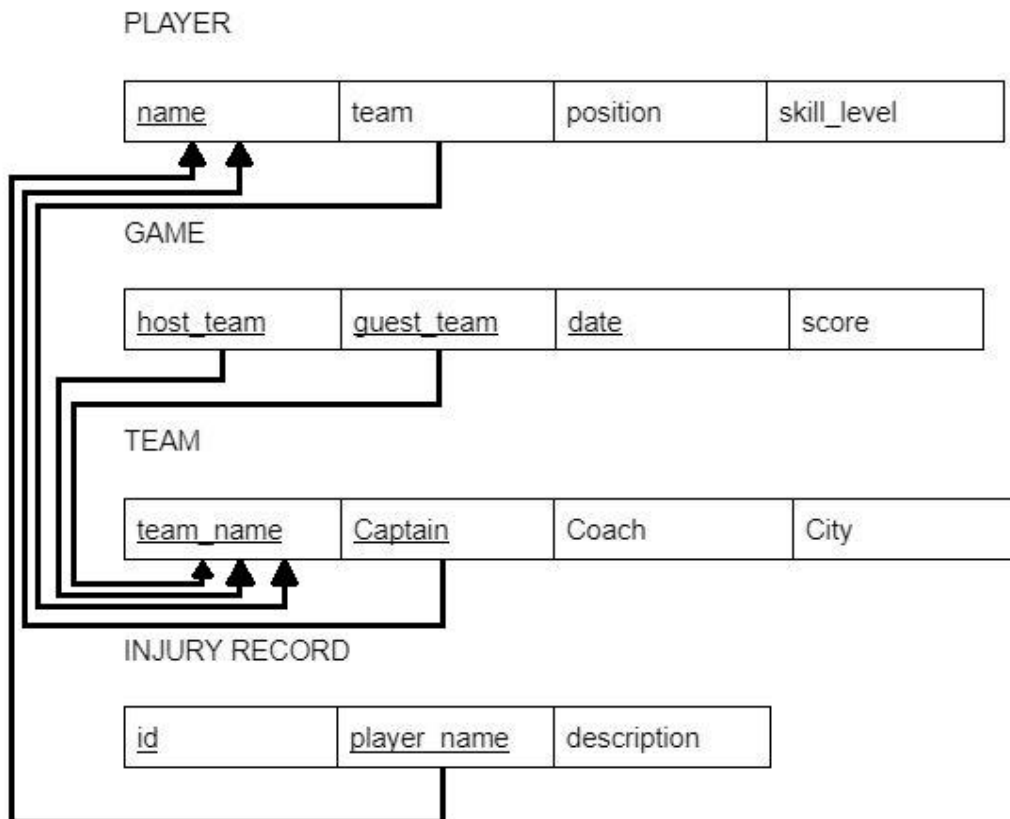 PLAYER
name team position skill_level
GAME
host_team guest_team date score
TEAM
team_name Captain Coach City
INJURY RECORD
id player_name description